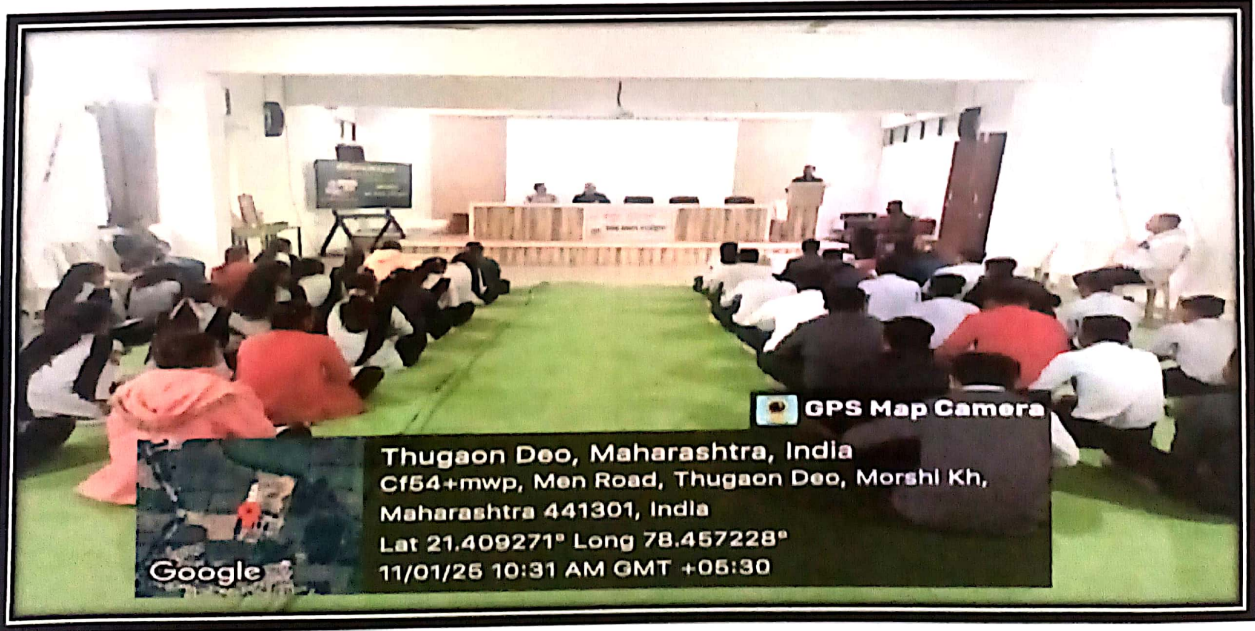 GPS Map Camera
Thugaon Deo, Maharashtra, India
Cf54+mwp, Men Road, Thugaon Deo, Morshi Kh,
Maharashtra 441301, India
Lat 21.409271° Long 78.457228°
11/01/25 10:31 AM GMT +05:30
Google